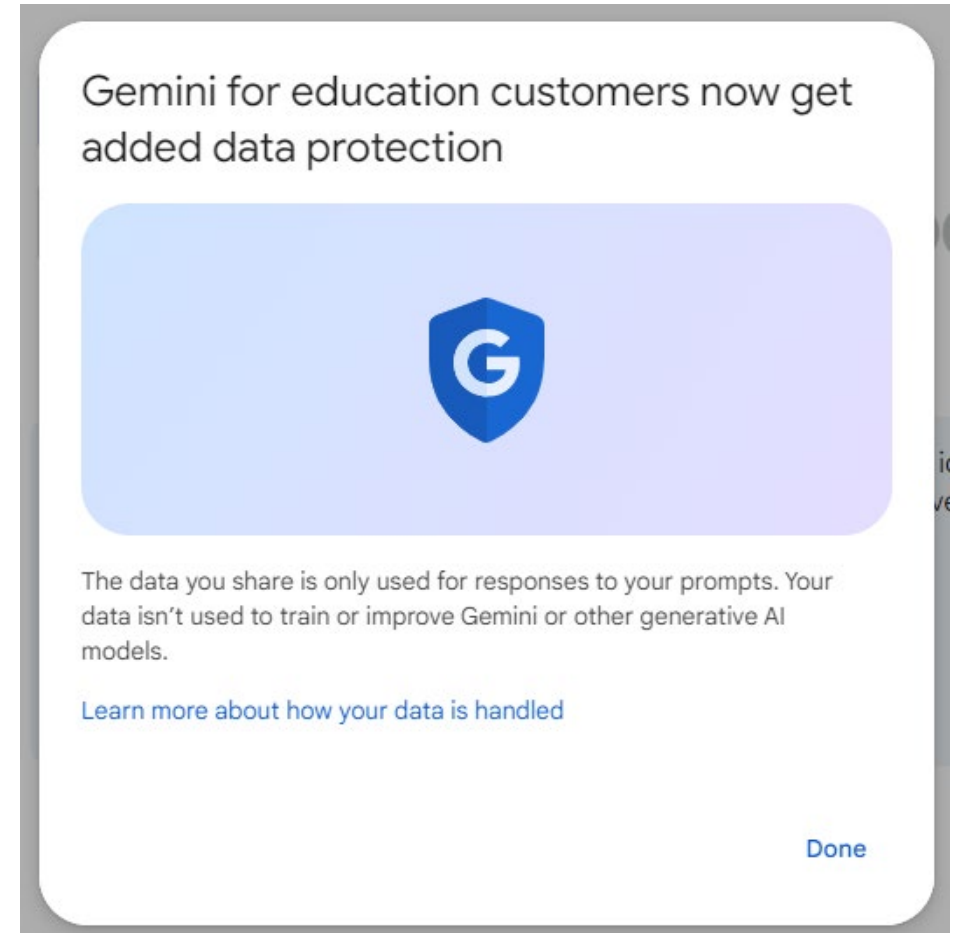 Gemini for education customers now get
added data protection
G
The data you share is only used for responses to your prompts. Your
data isn't used to train or improve Gemini or other generative AI
models.
Learn more about how your data is handled
Done